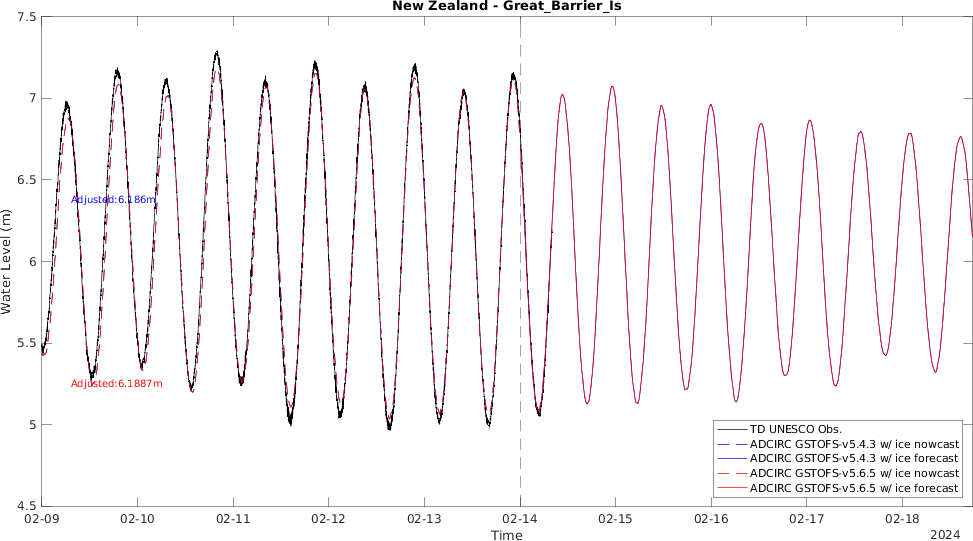 New Zealand - Great_Barrier_Is
7.5
7
6.5
6
5.5
5
4.5
Water Level (m)
Adjusted:6.186m
Adjusted:6.1887m
TD UNESCO Obs.
ADCIRC GSTOFS-v5.4.3 w/ ice nowcast
ADCIRC GSTOFS-v5.4.3 w/ ice forecast
ADCIRC GSTOFS-v5.6.5 w/ ice nowcast
ADCIRC GSTOFS-v5.6.5 w/ ice forecast
02-09 02-10 02-11 02-12 02-13 02-14 02-15 02-16 02-17 02-18
Time
2024